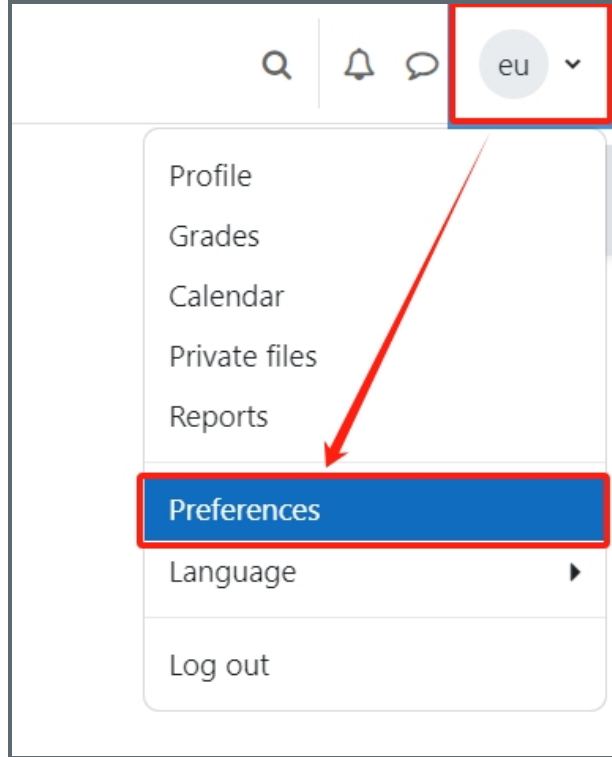 eu
Profile
Grades
Calendar
Private files
Reports
Preferences
Language
Log out